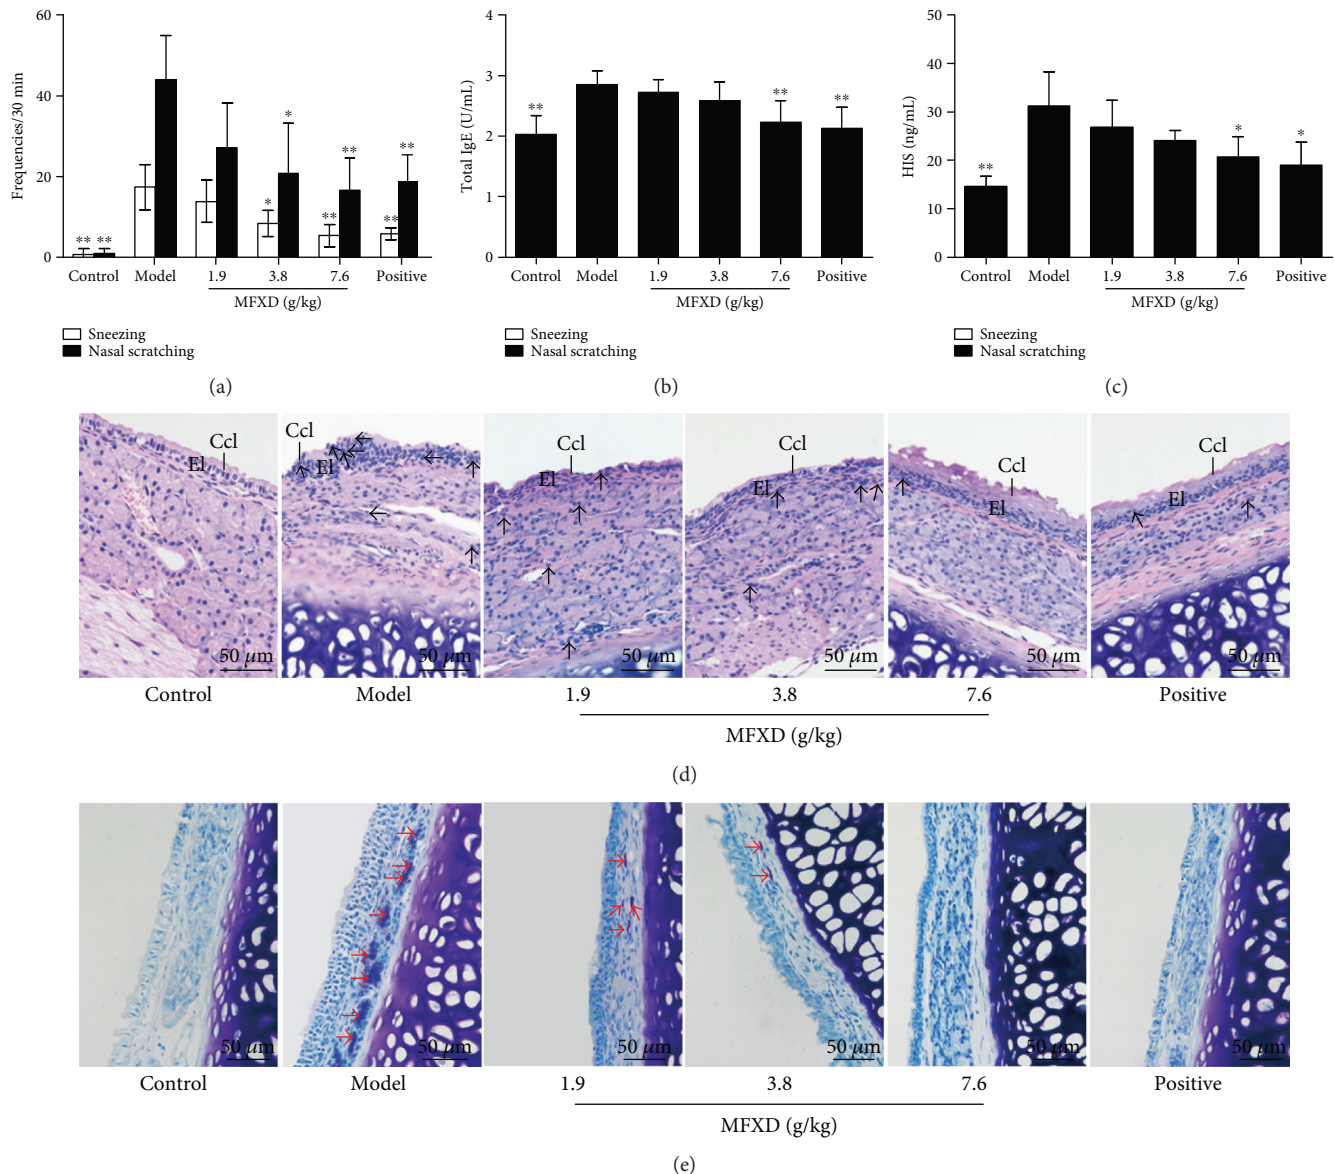 60
40
20
0
Frequencies/30 min
** **
*
*
**
**
**
**
Control Model 1.9 3.8 7.6 Positive
MFXD (g/kg)
Sneezing
Nasal scratching
(a)
4
3
2
1
0
Total IgE (U/mL)
**
**
**
Control Model 1.9 3.8 7.6 Positive
MFXD (g/kg)
Sneezing
Nasal scratching
(b)
50
40
30
20
10
0
HIS (ng/mL)
**
*
*
Control Model 1.9 3.8 7.6 Positive
MFXD (g/kg)
Sneezing
Nasal scratching
(c)
Ccl Ccl Ccl Ccl Ccl Ccl
El El El El El El
50 µm 50 µm 50 µm 50 µm 50 µm 50 µm
Control Model 1.9 3.8 7.6 Positive
MFXD (g/kg)
(d)
50 µm 50 µm 50 µm 50 µm 50 µm 50 µm
Control Model 1.9 3.8 7.6 Positive
MFXD (g/kg)
(e)